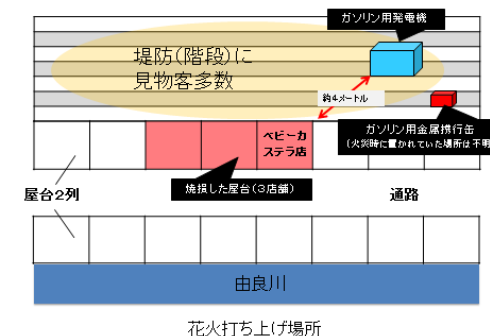 ガソリン用発電機
堤防(階段)に
見物客多数
約4メートル
ガソリン用金属携行缶
(火災時に置かれていた場所は不明
ベビーカ
ステラ店
焼損した屋台(3店舗)
屋台2列
通路
由良川
花火打ち上げ場所